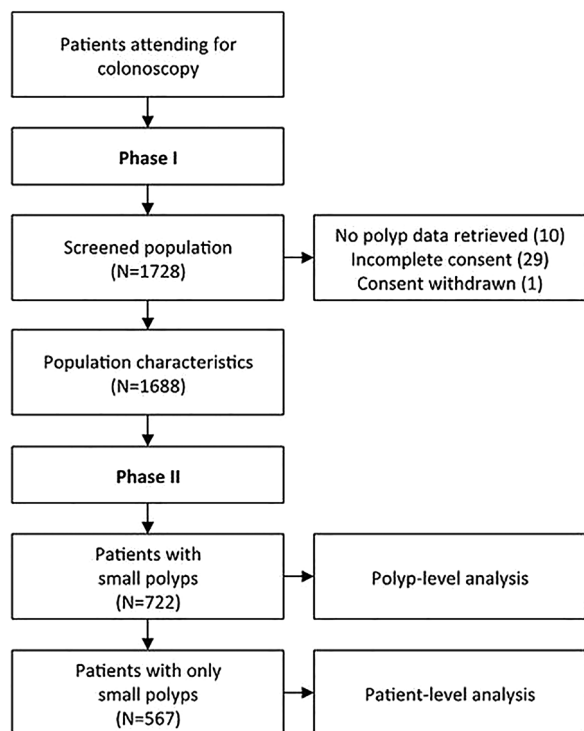 Patients attending for
colonoscopy
Phase I
Screened population
(N=1728)
No polyp data retrieved (10)
Incomplete consent (29)
Consent withdrawn (1)
Population characteristics
(N=1688)
Phase II
Patients with
small polyps
(N=722)
Polyp-level analysis
Patients with only
small polyps
(N=567)
Patient-level analysis